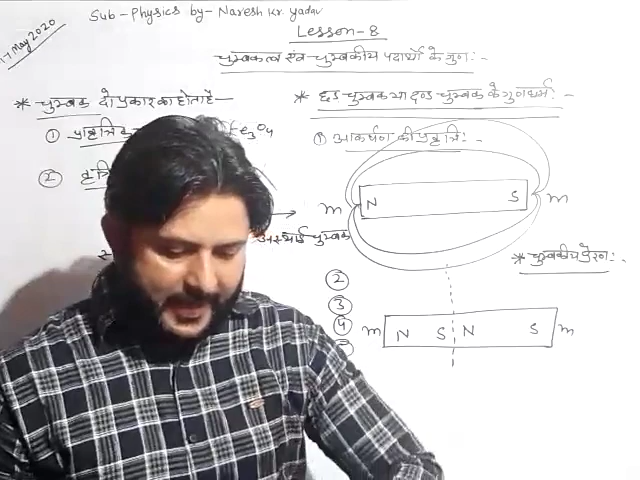 17 May 2020
Sub - Physics by - Naresh Kr. Yadav
Lesson - 8
चुम्बकत्व एवं चुम्बकीय पदार्थो के गुण :-
* चुम्बक दो प्रकार का होता है -
① प्राकृतिक Fe3O4
②
छड़ चुम्बक या दण्ड चुम्बक के गुणधर्म :-
① आकर्षण की प्रवृत्ति : -
m N S m
अस्थाई चुम्बक
* चुम्बकीय प्रेरण : -
②
③
④
m N S N S m